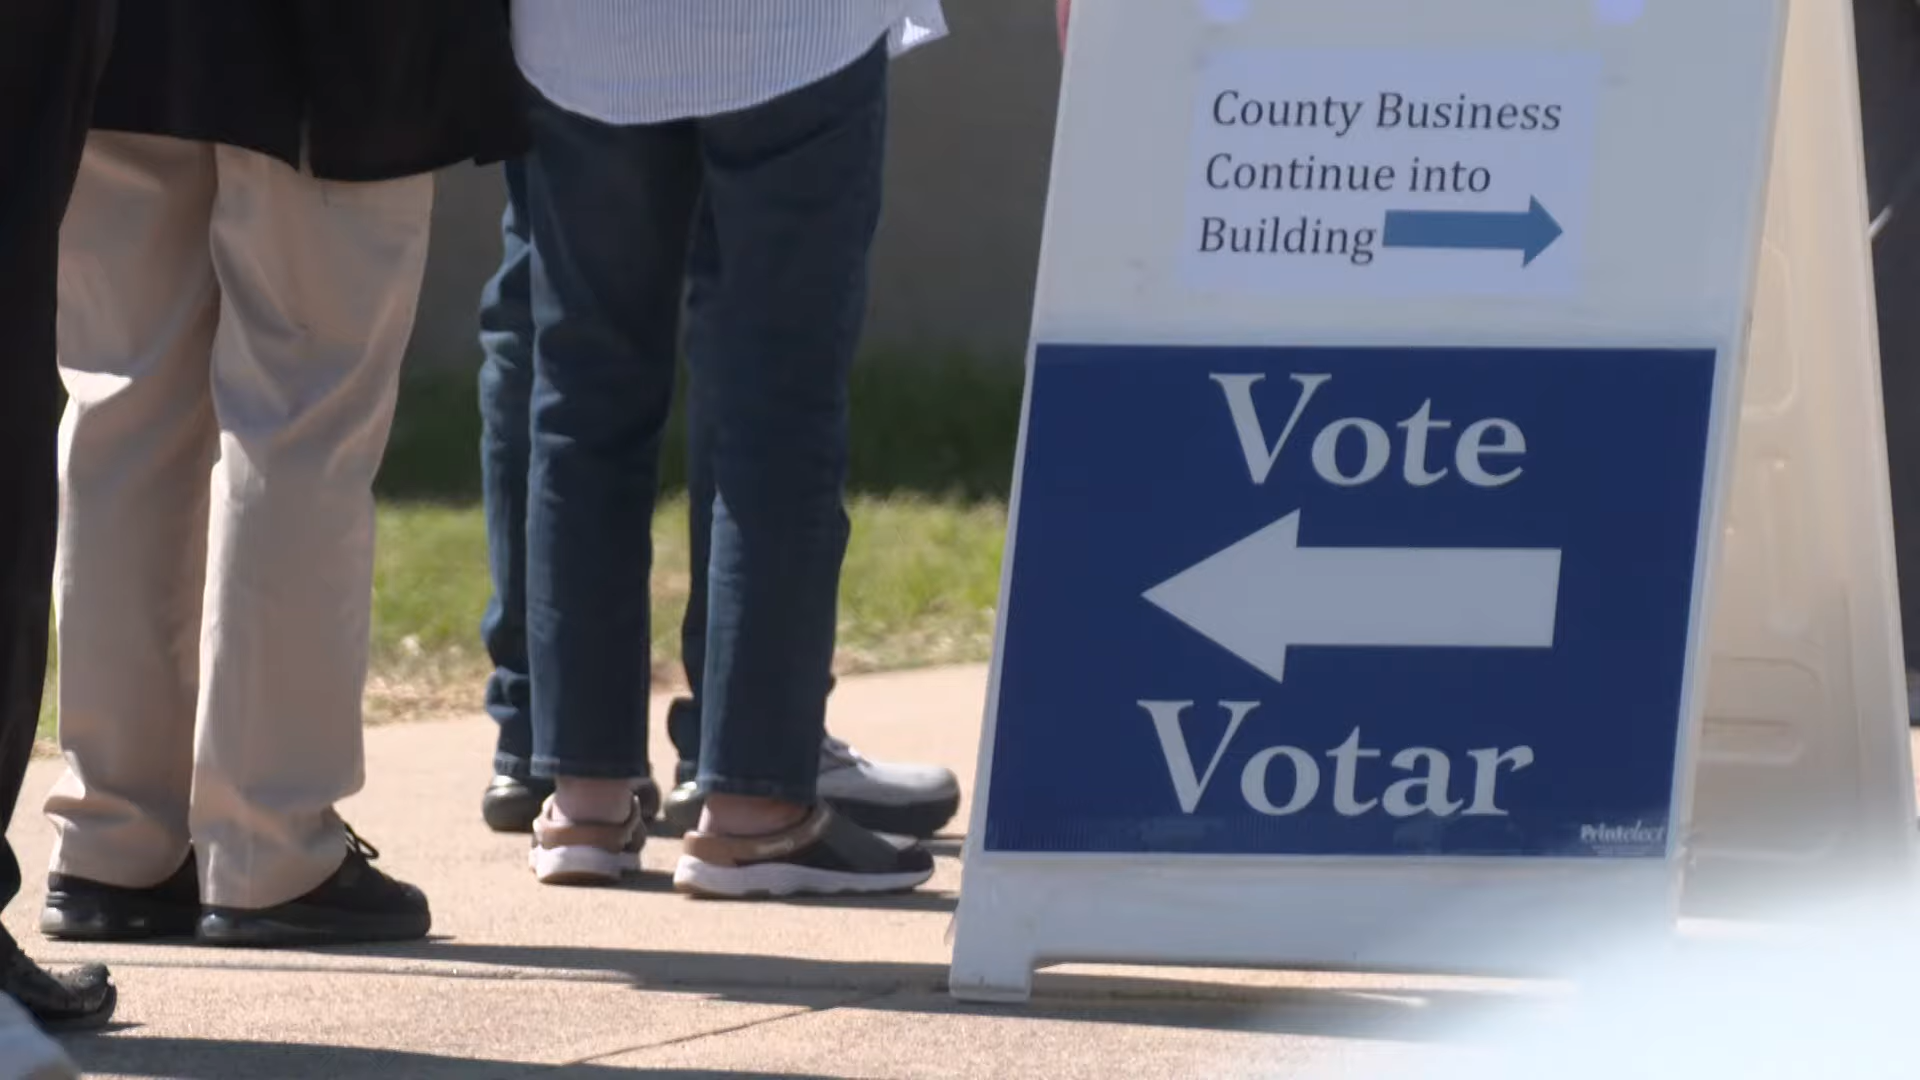 County Business
Continue into
Building
Vote
Votar
Printelect